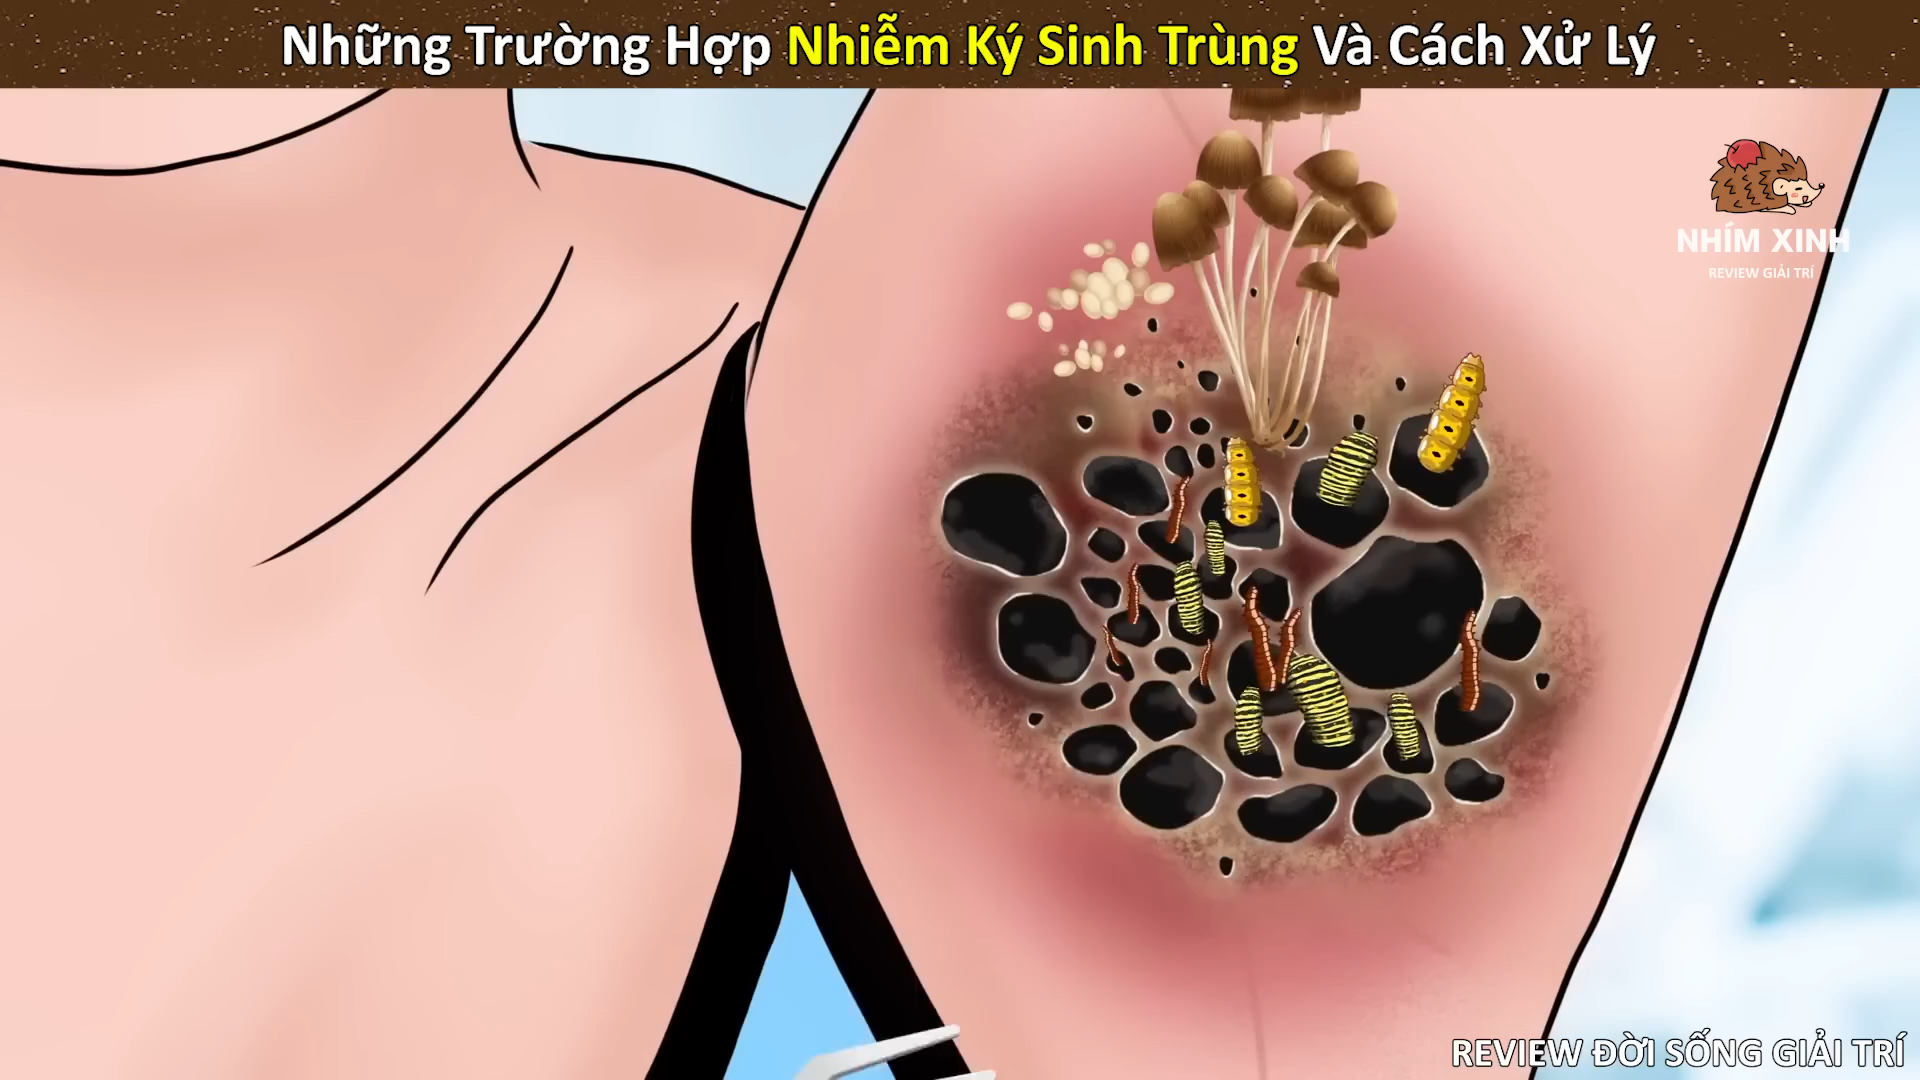 Những Trường Hợp Nhiễm Ký Sinh Trùng Và Cách Xử Lý
NHÍM XINH
REVIEW GIẢI TRÍ
REVIEW ĐỜI SỐNG GIẢI TRÍ